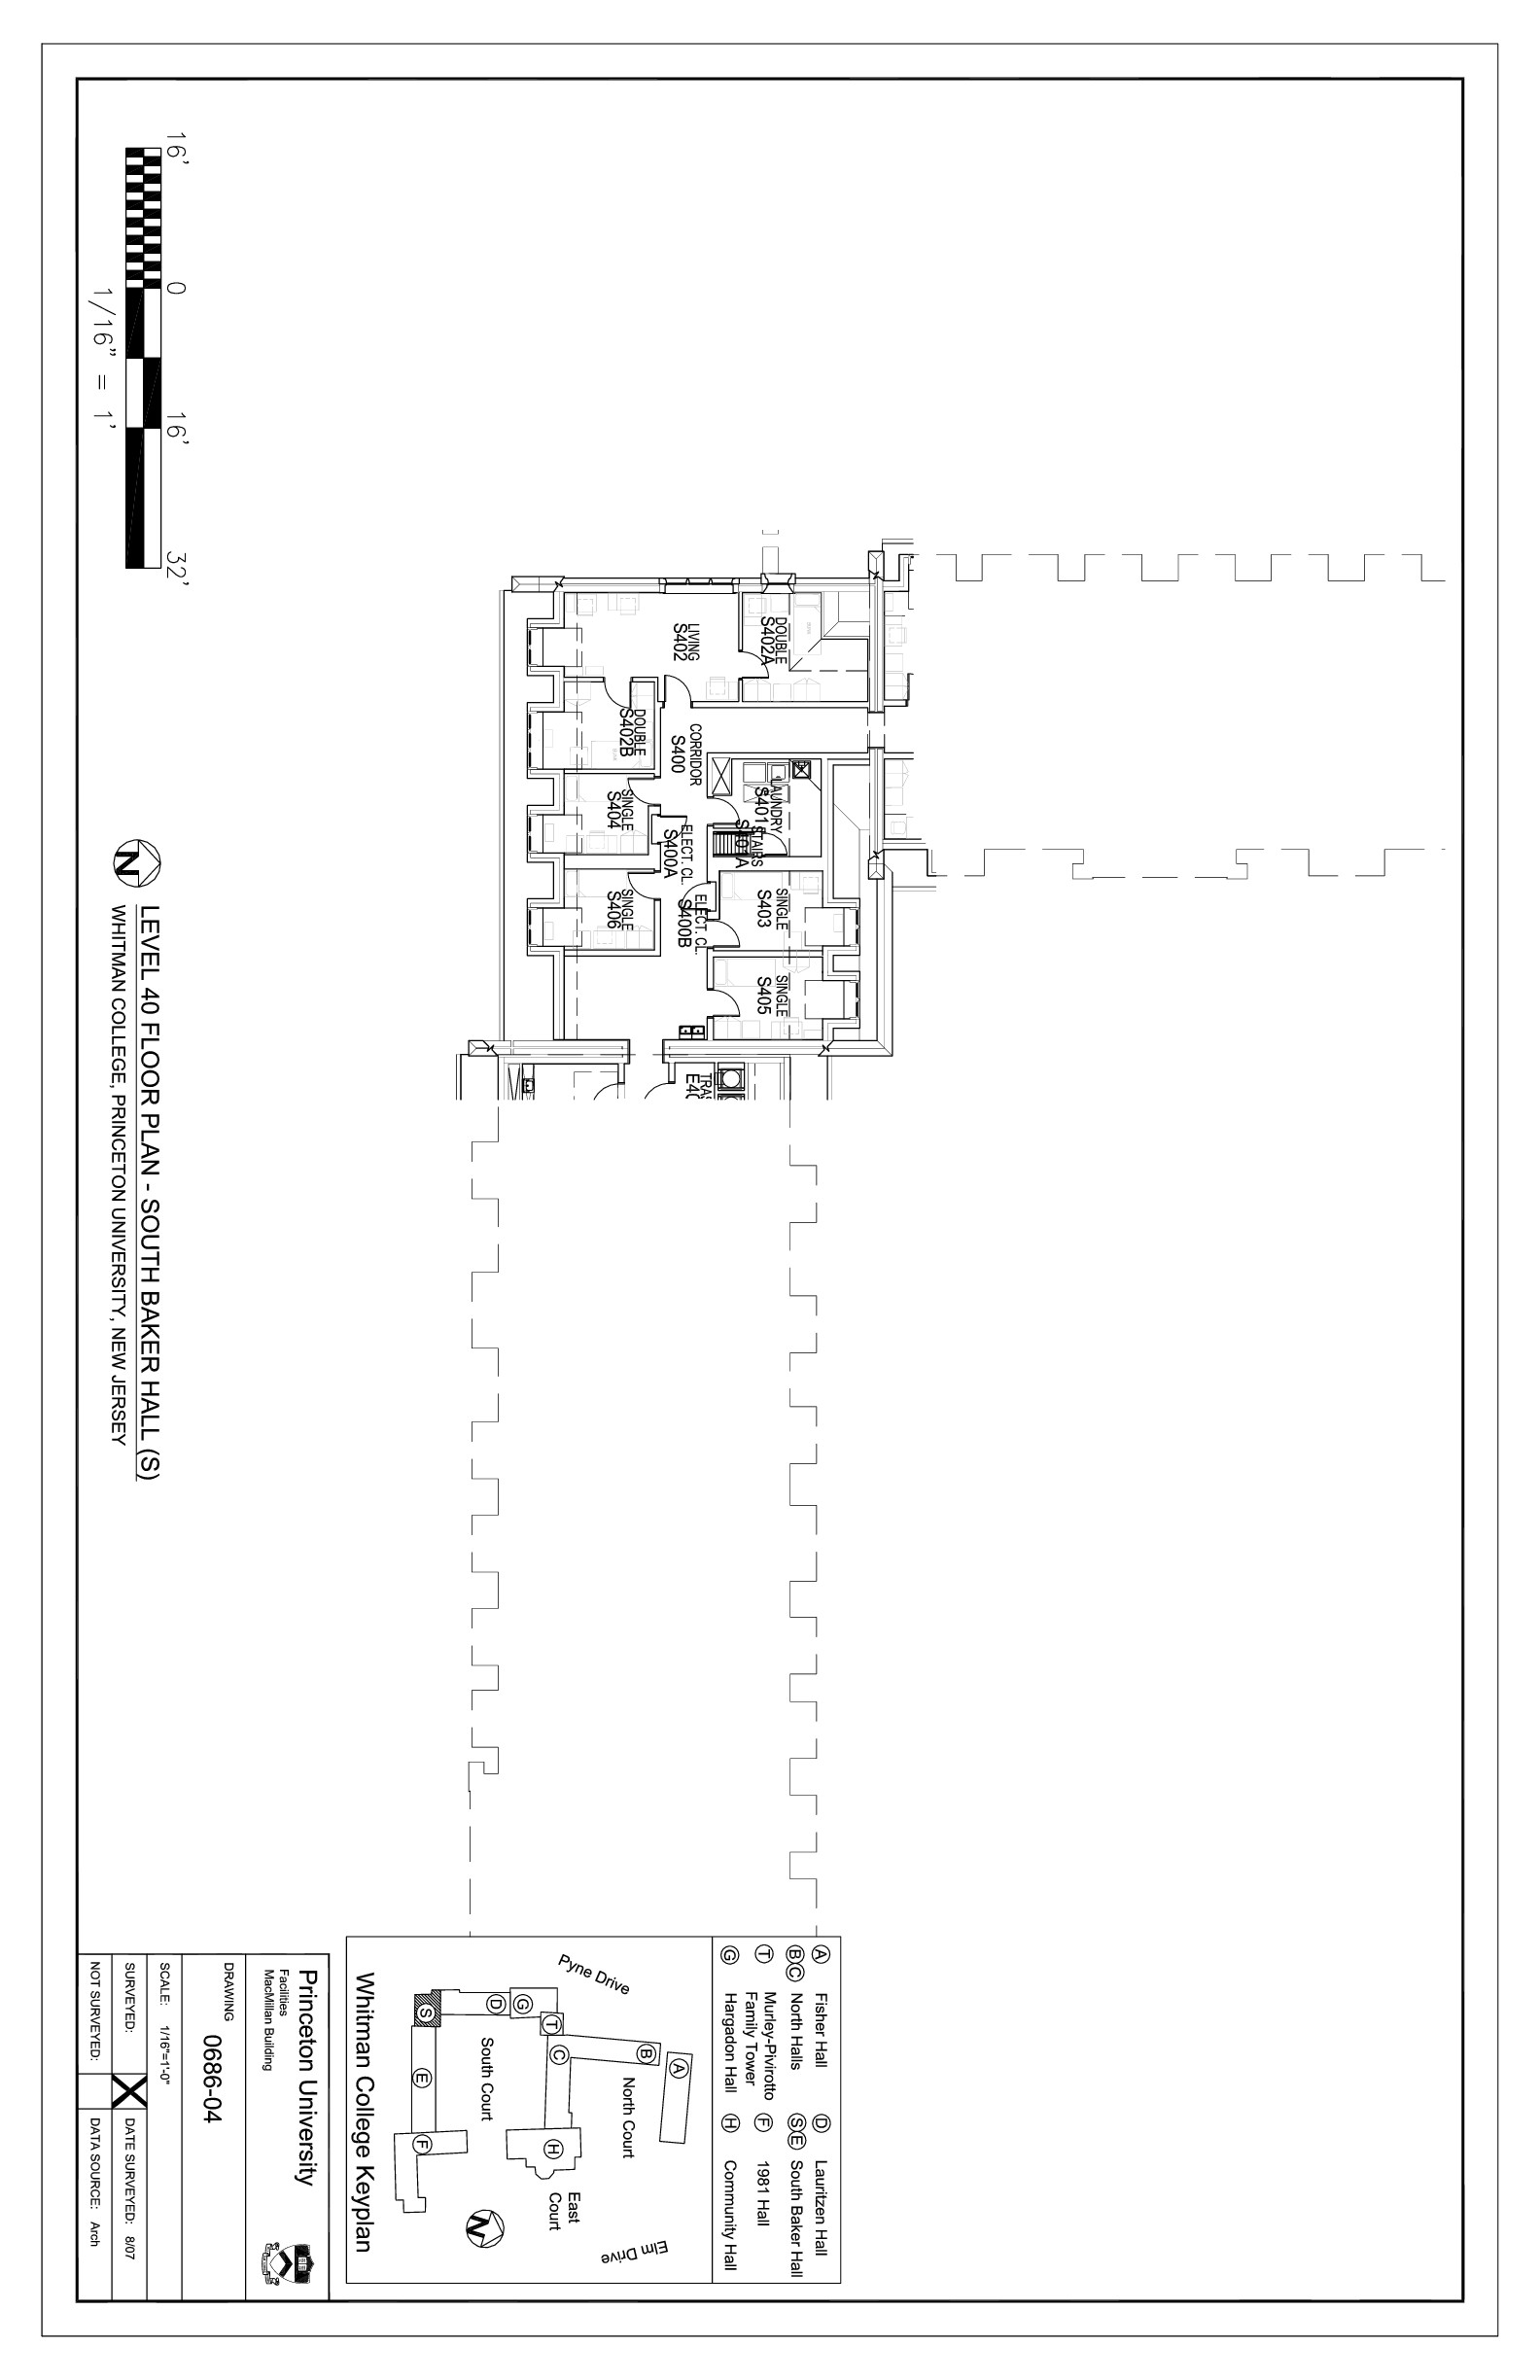 DOUBLE
S402A
LIVING
S402
DOUBLE
S402B
CORRIDOR
S400
LAUNDRY
S401
STAIRS
S401A
SINGLE
S404
ELECT. CL.
S400A
SINGLE
S406
ELECT. CL.
S400B
SINGLE
S403
SINGLE
S405
16'
0
16'
32'
1/16" = 1'
N
LEVEL 40 FLOOR PLAN - SOUTH BAKER HALL (S)
WHITMAN COLLEGE, PRINCETON UNIVERSITY, NEW JERSEY
A Fisher Hall
B C North Halls
T Murley-Pivirotto
Family Tower
G Hargadon Hall
D Lauritzen Hall
S E South Baker Hall
F 1981 Hall
H Community Hall
Pyne Drive
A
B
North Court
T
C
H
East
Court
Elm Drive
G
D
South Court
S
E
F
N
Whitman College Keyplan
Princeton University
Facilities
MacMillan Building
DRAWING
0686-04
SCALE: 1/16"=1'-0"
SURVEYED: X DATE SURVEYED: 8/07
NOT SURVEYED: DATA SOURCE: Arch